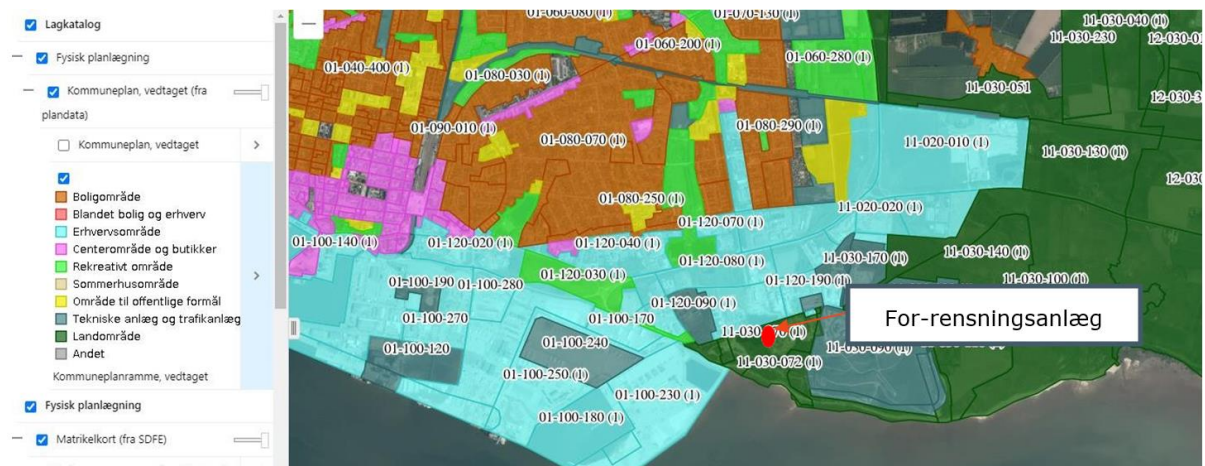 Lagkatalog
Fysisk planlægning
Kommuneplan, vedtaget (fra
plandata)
Kommuneplan, vedtaget
Boligområde
Blandet bolig og erhverv
Erhvervsområde
Centerområde og butikker
Rekreativt område
Sommerhusområde
Område til offentlige formål
Tekniske anlæg og trafikanlæg
Landområde
Andet
Kommuneplanramme, vedtaget
Fysisk planlægning
Matrikelkort (fra SDFE)
01-060-080 (1)
01-070-130 (1)
11-030-040 (1)
11-030-230
01-060-200 (1)
01-060-280 (1)
01-040-400 (1)
01-080-030 (1)
11-030-051
01-090-010 (1)
01-080-070 (1)
01-080-290 (1)
11-020-010 (1)
11-030-130 (1)
01-080-250 (1)
11-020-020 (1)
01-120-070 (1)
01-100-140 (1)
01-120-020 (1)
01-120-040 (1)
01-120-080 (1)
11-030-170 (1)
11-030-140 (1)
01-120-030 (1)
01-100-190
01-100-280
01-120-190 (1)
11-030-100 (1)
01-120-090 (1)
01-100-270
01-100-170
For-rensningsanlæg
01-100-120
01-100-240
11-030-072 (1)
11-030-090 (1)
01-100-250 (1)
01-100-230 (1)
01-100-180 (1)